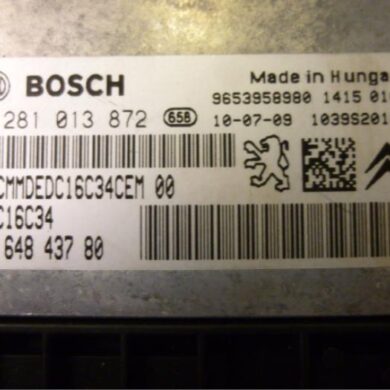 BOSCH
Made in Hunga
9653958980 1415 01
281 013 872 658 10-07-09 1039S201
CMMDEDC16C34CEM 00
C16C34
648 437 80